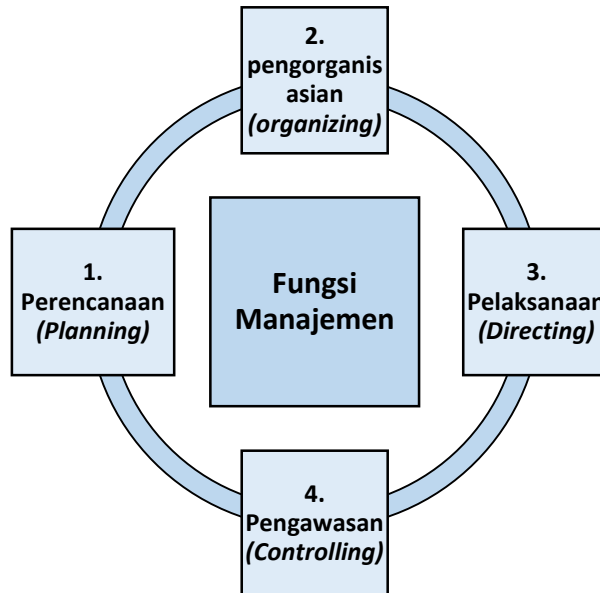 2.
pengorganis
asian
(organizing)
1.
Perencanaan
(Planning)
Fungsi
Manajemen
3.
Pelaksanaan
(Directing)
4.
Pengawasan
(Controlling)